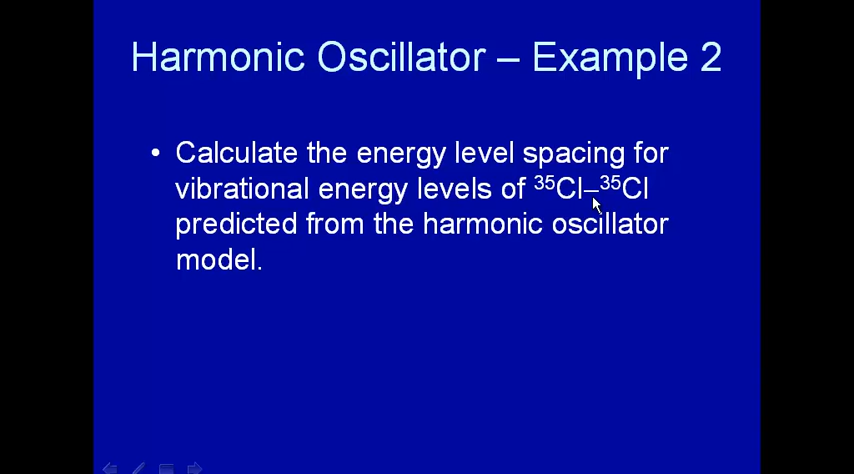 Harmonic Oscillator – Example 2
• Calculate the energy level spacing for
vibrational energy levels of ³⁵Cl–³⁵Cl
predicted from the harmonic oscillator
model.